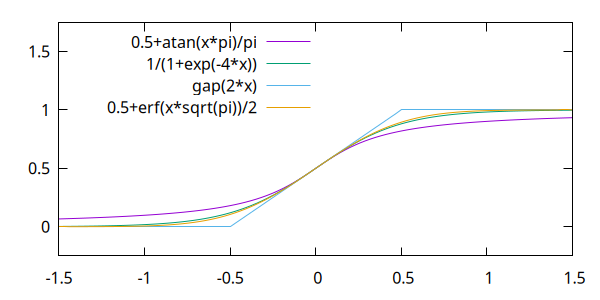 1.5
0.5+atan(x*pi)/pi
1/(1+exp(-4*x))
gap(2*x)
0.5+erf(x*sqrt(pi))/2
1
0.5
0
-1.5 -1 -0.5 0 0.5 1 1.5